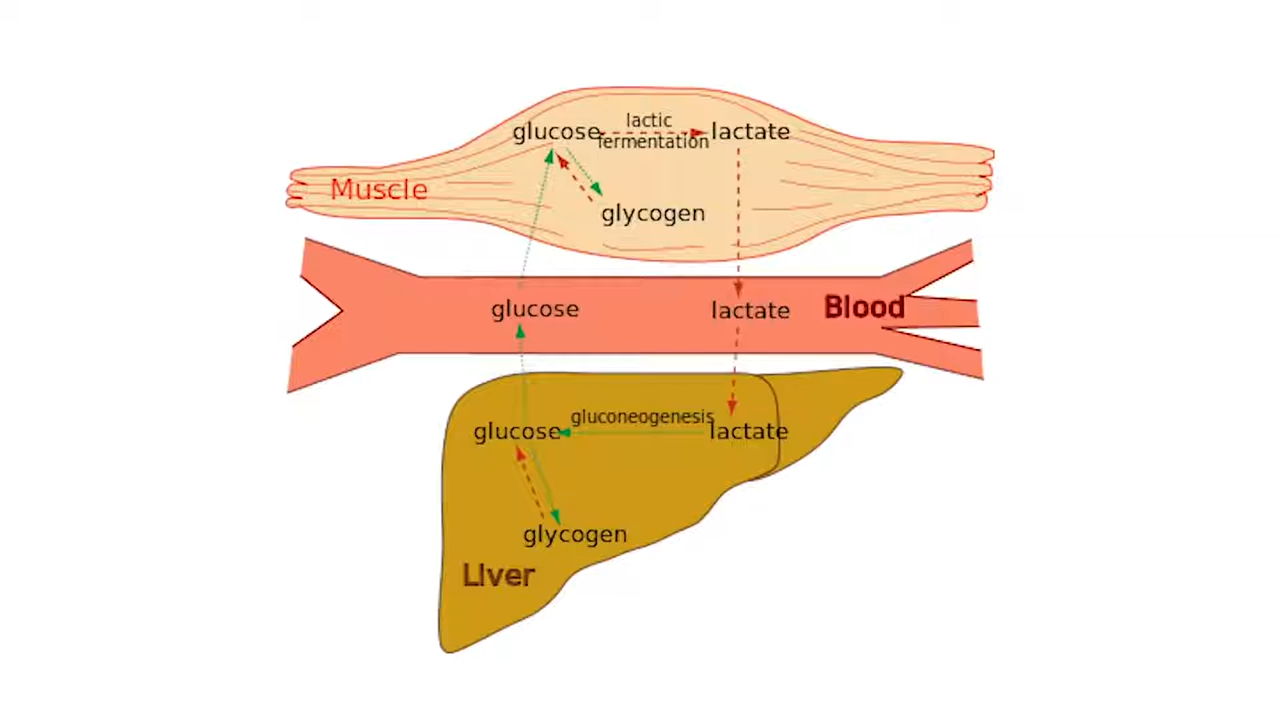 lactic
glucose lactate
fermentation
Muscle
glycogen
glucose lactate Blood
gluconeogenesis
glucose lactate
glycogen
LIver